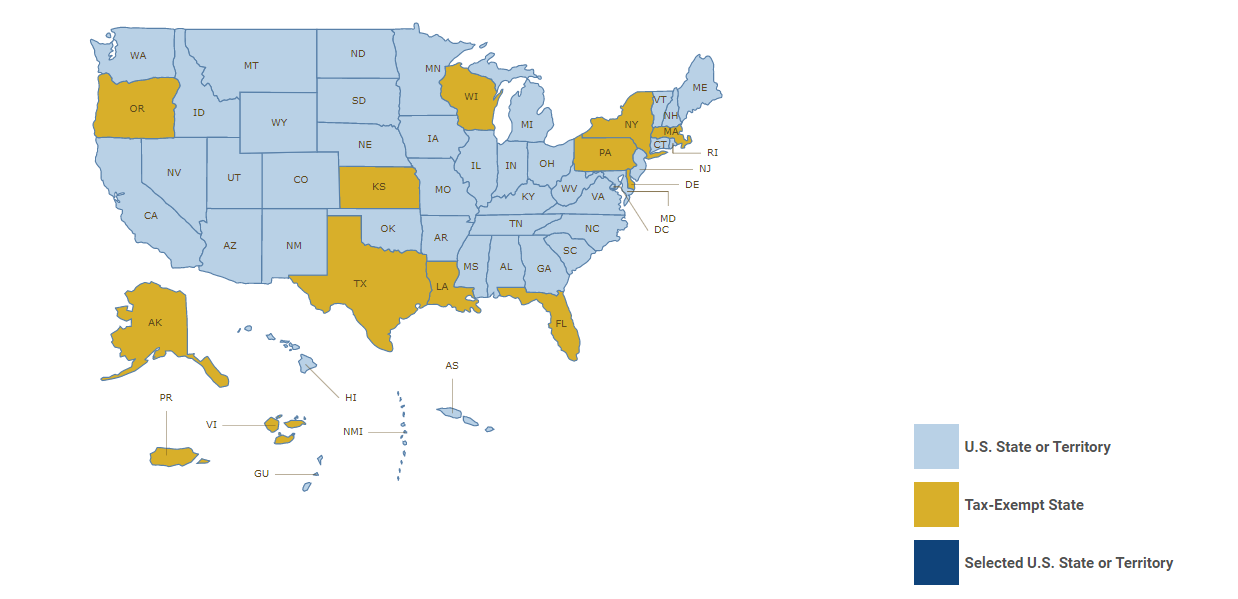 WA
MT
ND
MN
OR
ID
WY
SD
WI
MI
NY
VT
NH
ME
MA
CT
RI
NJ
DE
MD
DC
PA
NV
UT
CO
NE
IA
IL
IN
OH
WV
VA
KY
KS
MO
CA
AZ
NM
OK
AR
TN
NC
SC
MS
AL
GA
TX
LA
FL
AK
HI
AS
PR
VI
NMI
GU
U.S. State or Territory
Tax-Exempt State
Selected U.S. State or Territory